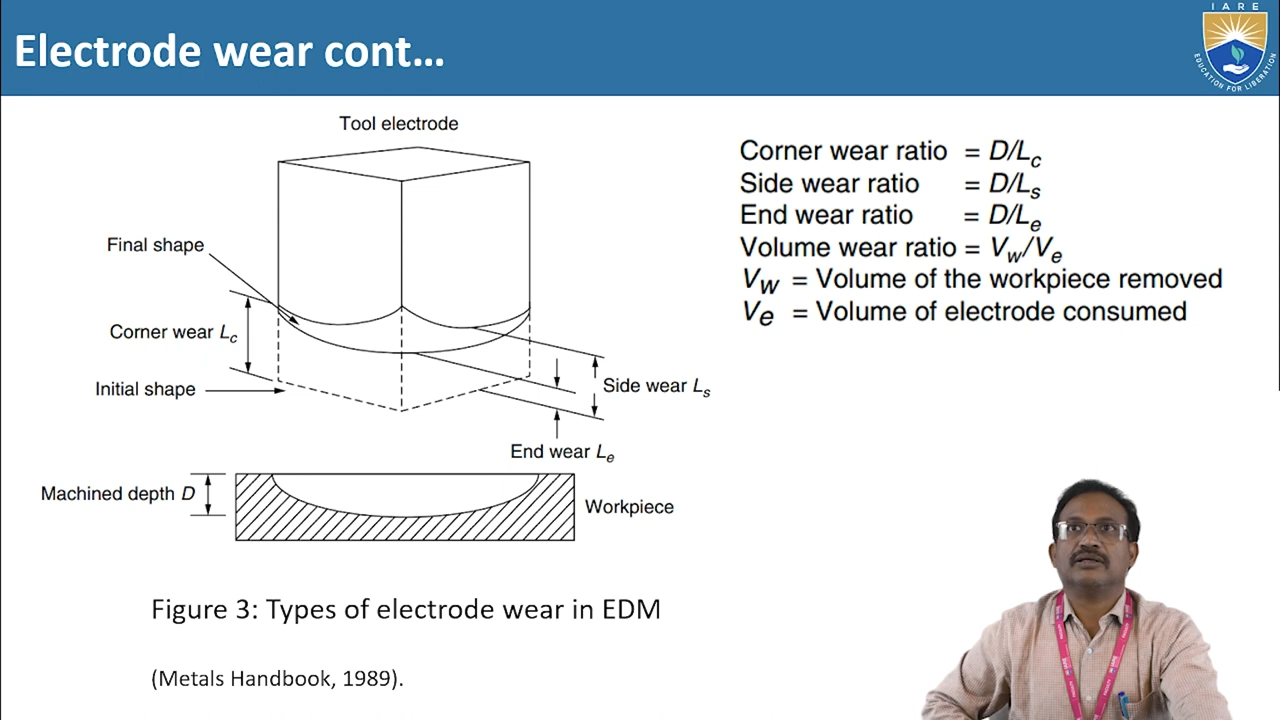 IARE
EDUCATION FOR LIBERATION
Electrode wear cont…
Tool electrode
Final shape
Corner wear Lc
Initial shape
Side wear Ls
End wear Le
Machined depth D
Workpiece
Corner wear ratio = D/Lc
Side wear ratio = D/Ls
End wear ratio = D/Le
Volume wear ratio = Vw/Ve
Vw = Volume of the workpiece removed
Ve = Volume of electrode consumed
Figure 3: Types of electrode wear in EDM
(Metals Handbook, 1989).